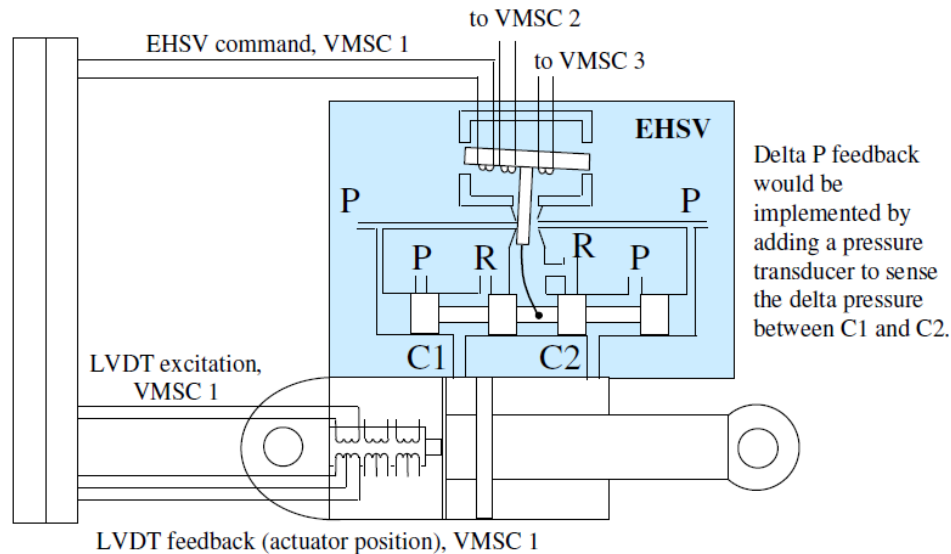 to VMSC 2
EHSV command, VMSC 1
to VMSC 3
EHSV
Delta P feedback
would be
implemented by
adding a pressure
transducer to sense
the delta pressure
between C1 and C2.
P
P
P
R
R
P
C1
C2
LVDT excitation,
VMSC 1
LVDT feedback (actuator position), VMSC 1